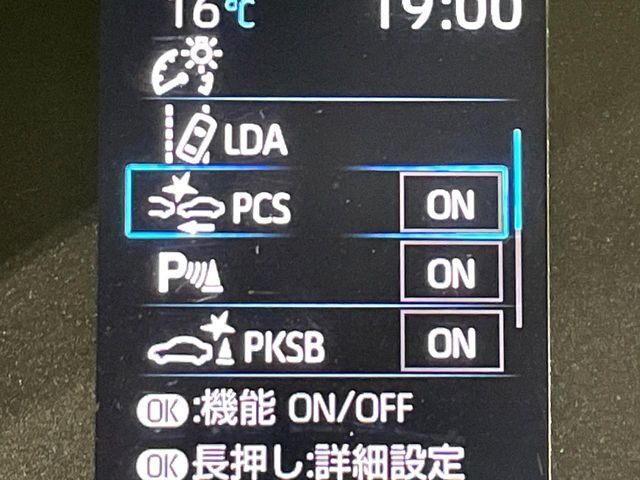 16°C 19:00
LDA
PCS ON
P ON
PKSB ON
OK:機能 ON/OFF
OK長押し:詳細設定